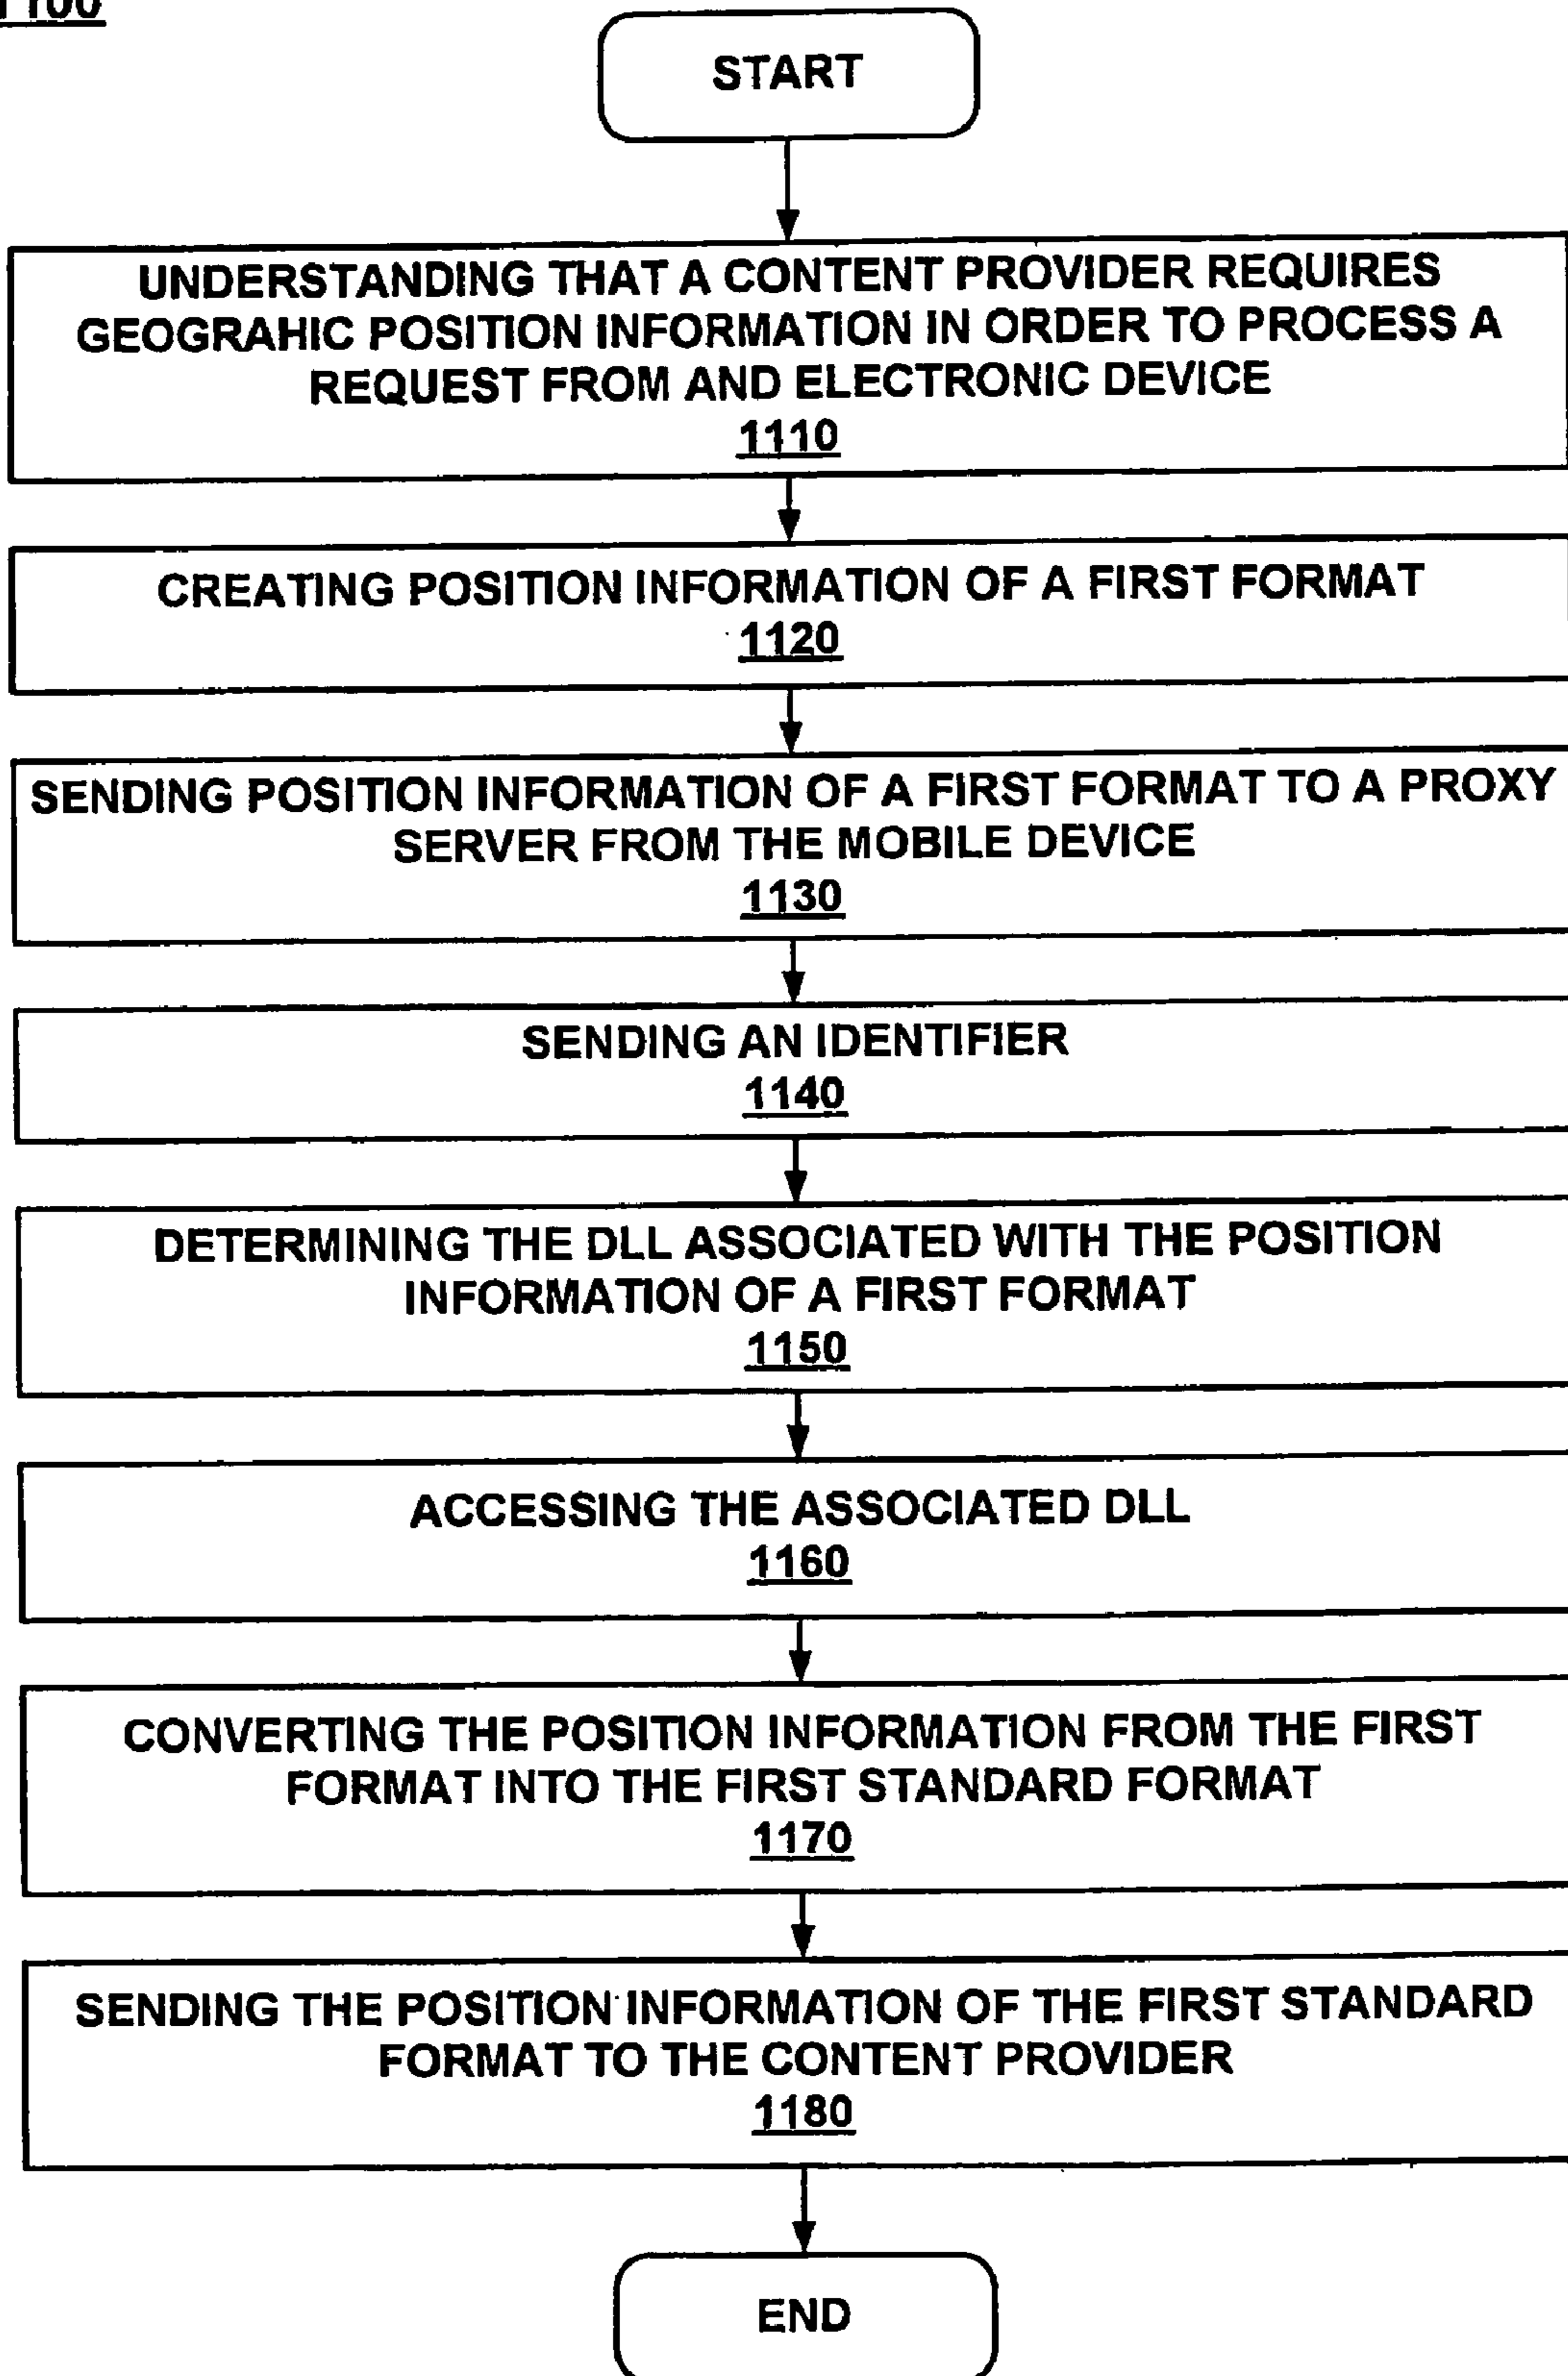 1100
START
UNDERSTANDING THAT A CONTENT PROVIDER REQUIRES
GEOGRAHIC POSITION INFORMATION IN ORDER TO PROCESS A
REQUEST FROM AND ELECTRONIC DEVICE
1110
CREATING POSITION INFORMATION OF A FIRST FORMAT
1120
SENDING POSITION INFORMATION OF A FIRST FORMAT TO A PROXY
SERVER FROM THE MOBILE DEVICE
1130
SENDING AN IDENTIFIER
1140
DETERMINING THE DLL ASSOCIATED WITH THE POSITION
INFORMATION OF A FIRST FORMAT
1150
ACCESSING THE ASSOCIATED DLL
1160
CONVERTING THE POSITION INFORMATION FROM THE FIRST
FORMAT INTO THE FIRST STANDARD FORMAT
1170
SENDING THE POSITION INFORMATION OF THE FIRST STANDARD
FORMAT TO THE CONTENT PROVIDER
1180
END